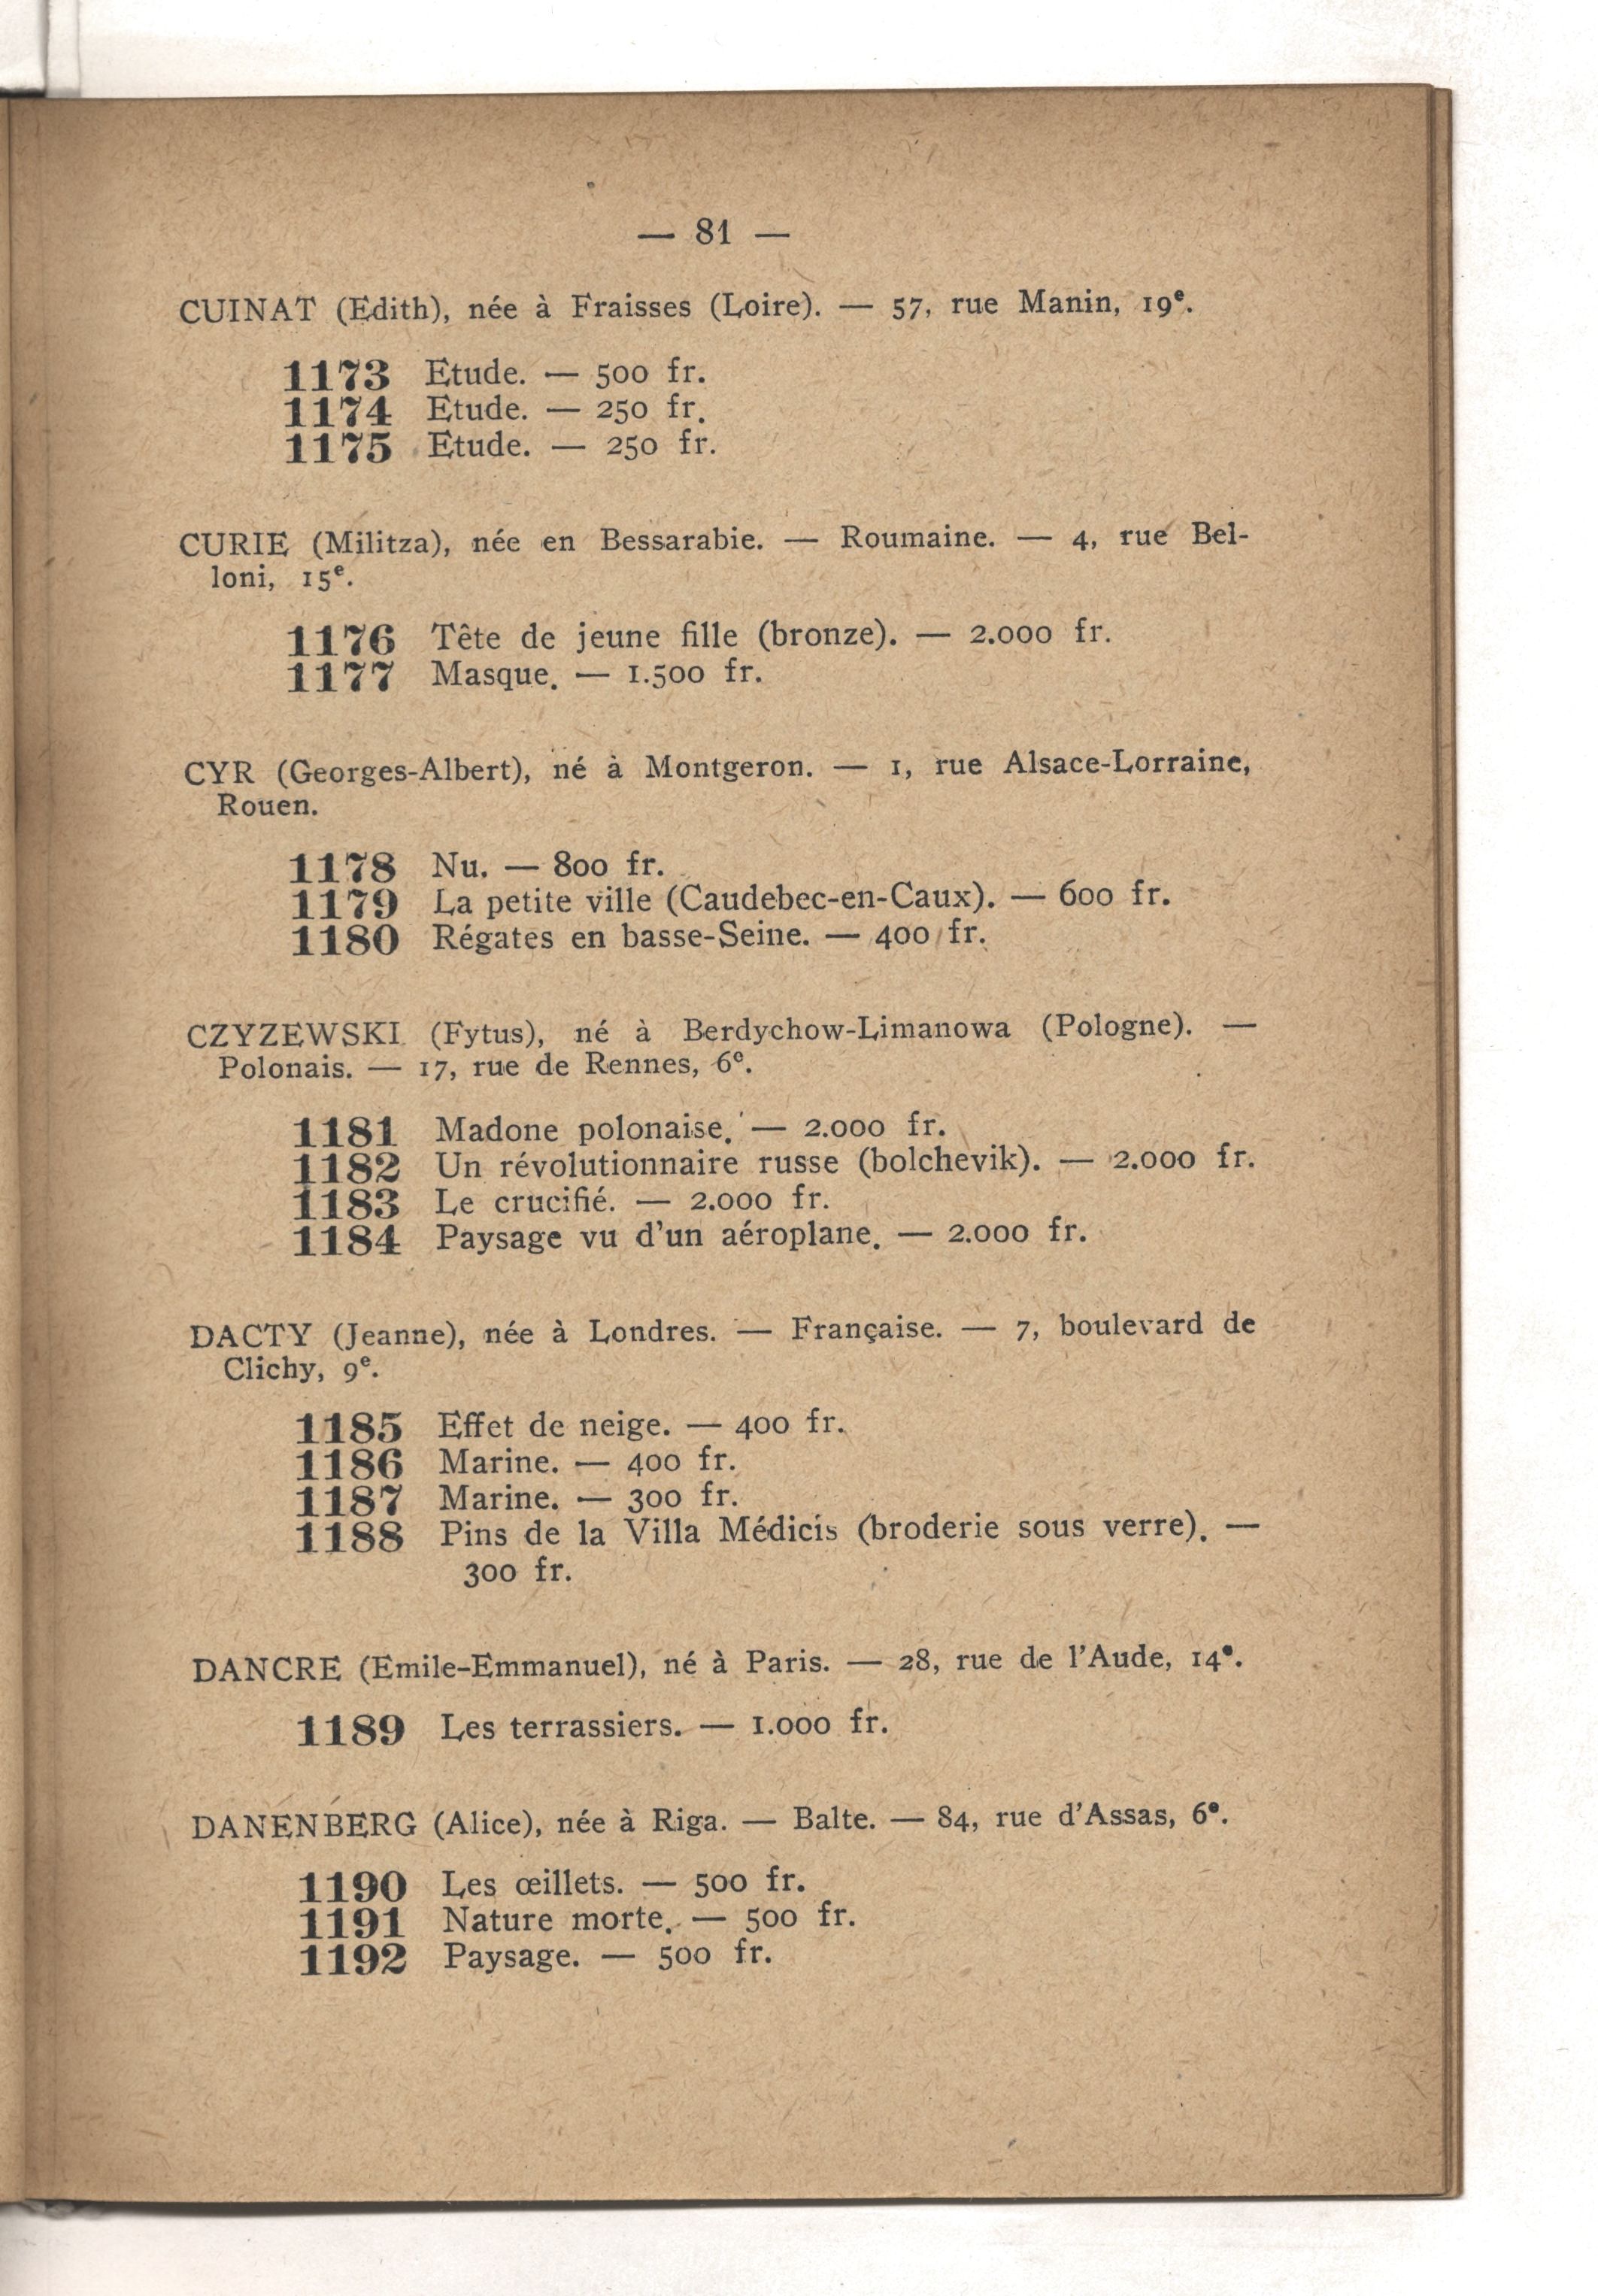 — 81 —
CUINAT (Edith), née à Fraisses (Loire). — 57, rue Manin, 19e.
1173 Etude. — 500 fr.
1174 Etude. — 250 fr.
1175 Etude. — 250 fr.
CURIE (Militza), née en Bessarabie. — Roumaine. — 4, rue Bel-
loni, 15e.
1176 Tête de jeune fille (bronze). — 2.000 fr.
1177 Masque. — 1.500 fr.
CYR (Georges-Albert), né à Montgeron. — 1, rue Alsace-Lorraine,
Rouen.
1178 Nu. — 800 fr.
1179 La petite ville (Caudebec-en-Caux). — 600 fr.
1180 Régates en basse-Seine. — 400 fr.
CZYZEWSKI (Fytus), né à Berdychow-Limanowa (Pologne). —
Polonais. — 17, rue de Rennes, 6e.
1181 Madone polonaise. — 2.000 fr.
1182 Un révolutionnaire russe (bolchevik). — 2.000 fr.
1183 Le crucifié. — 2.000 fr.
1184 Paysage vu d'un aéroplane. — 2.000 fr.
DACTY (Jeanne), née à Londres. — Française. — 7, boulevard de
Clichy, 9e.
1185 Effet de neige. — 400 fr.
1186 Marine. — 400 fr.
1187 Marine. — 300 fr.
1188 Pins de la Villa Médicis (broderie sous verre). —
300 fr.
DANCRE (Emile-Emmanuel), né à Paris. — 28, rue de l'Aude, 14e.
1189 Les terrassiers. — 1.000 fr.
DANENBERG (Alice), née à Riga. — Balte. — 84, rue d'Assas, 6e.
1190 Les œillets. — 500 fr.
1191 Nature morte. — 500 fr.
1192 Paysage. — 500 fr.